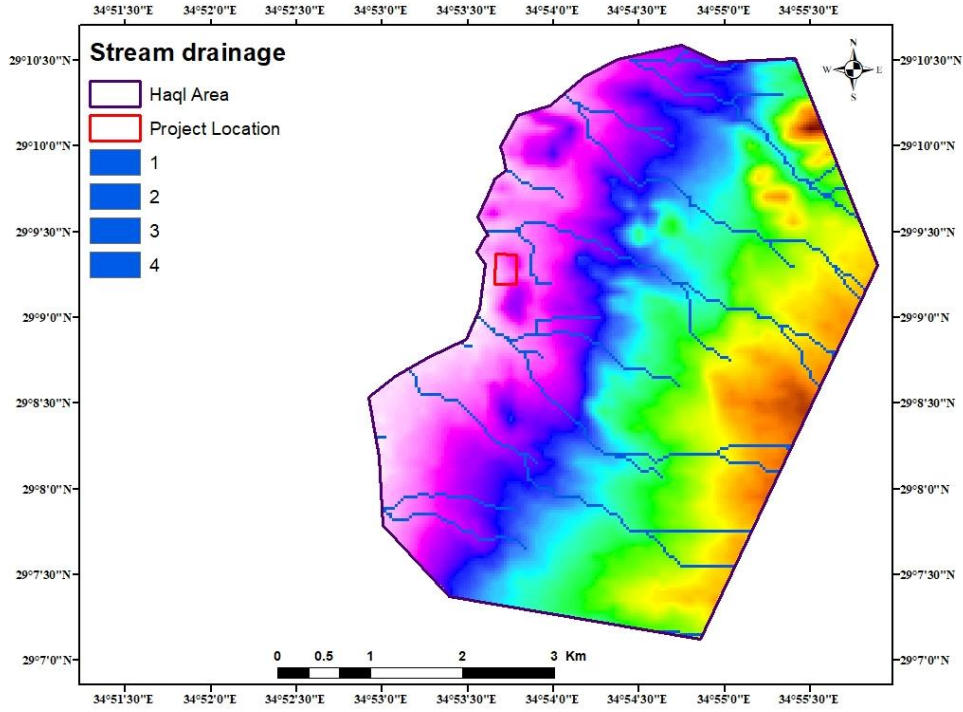 34°51'30"E 34°52'0"E 34°52'30"E 34°53'0"E 34°53'30"E 34°54'0"E 34°54'30"E 34°55'0"E 34°55'30"E
Stream drainage
Haql Area
Project Location
1
2
3
4
N
W E
S
29°10'30"N 29°10'30"N
29°10'0"N 29°10'0"N
29°9'30"N 29°9'30"N
29°9'0"N 29°9'0"N
29°8'30"N 29°8'30"N
29°8'0"N 29°8'0"N
29°7'30"N 29°7'30"N
29°7'0"N 29°7'0"N
0 0.5 1 2 3 Km
34°51'30"E 34°52'0"E 34°52'30"E 34°53'0"E 34°53'30"E 34°54'0"E 34°54'30"E 34°55'0"E 34°55'30"E